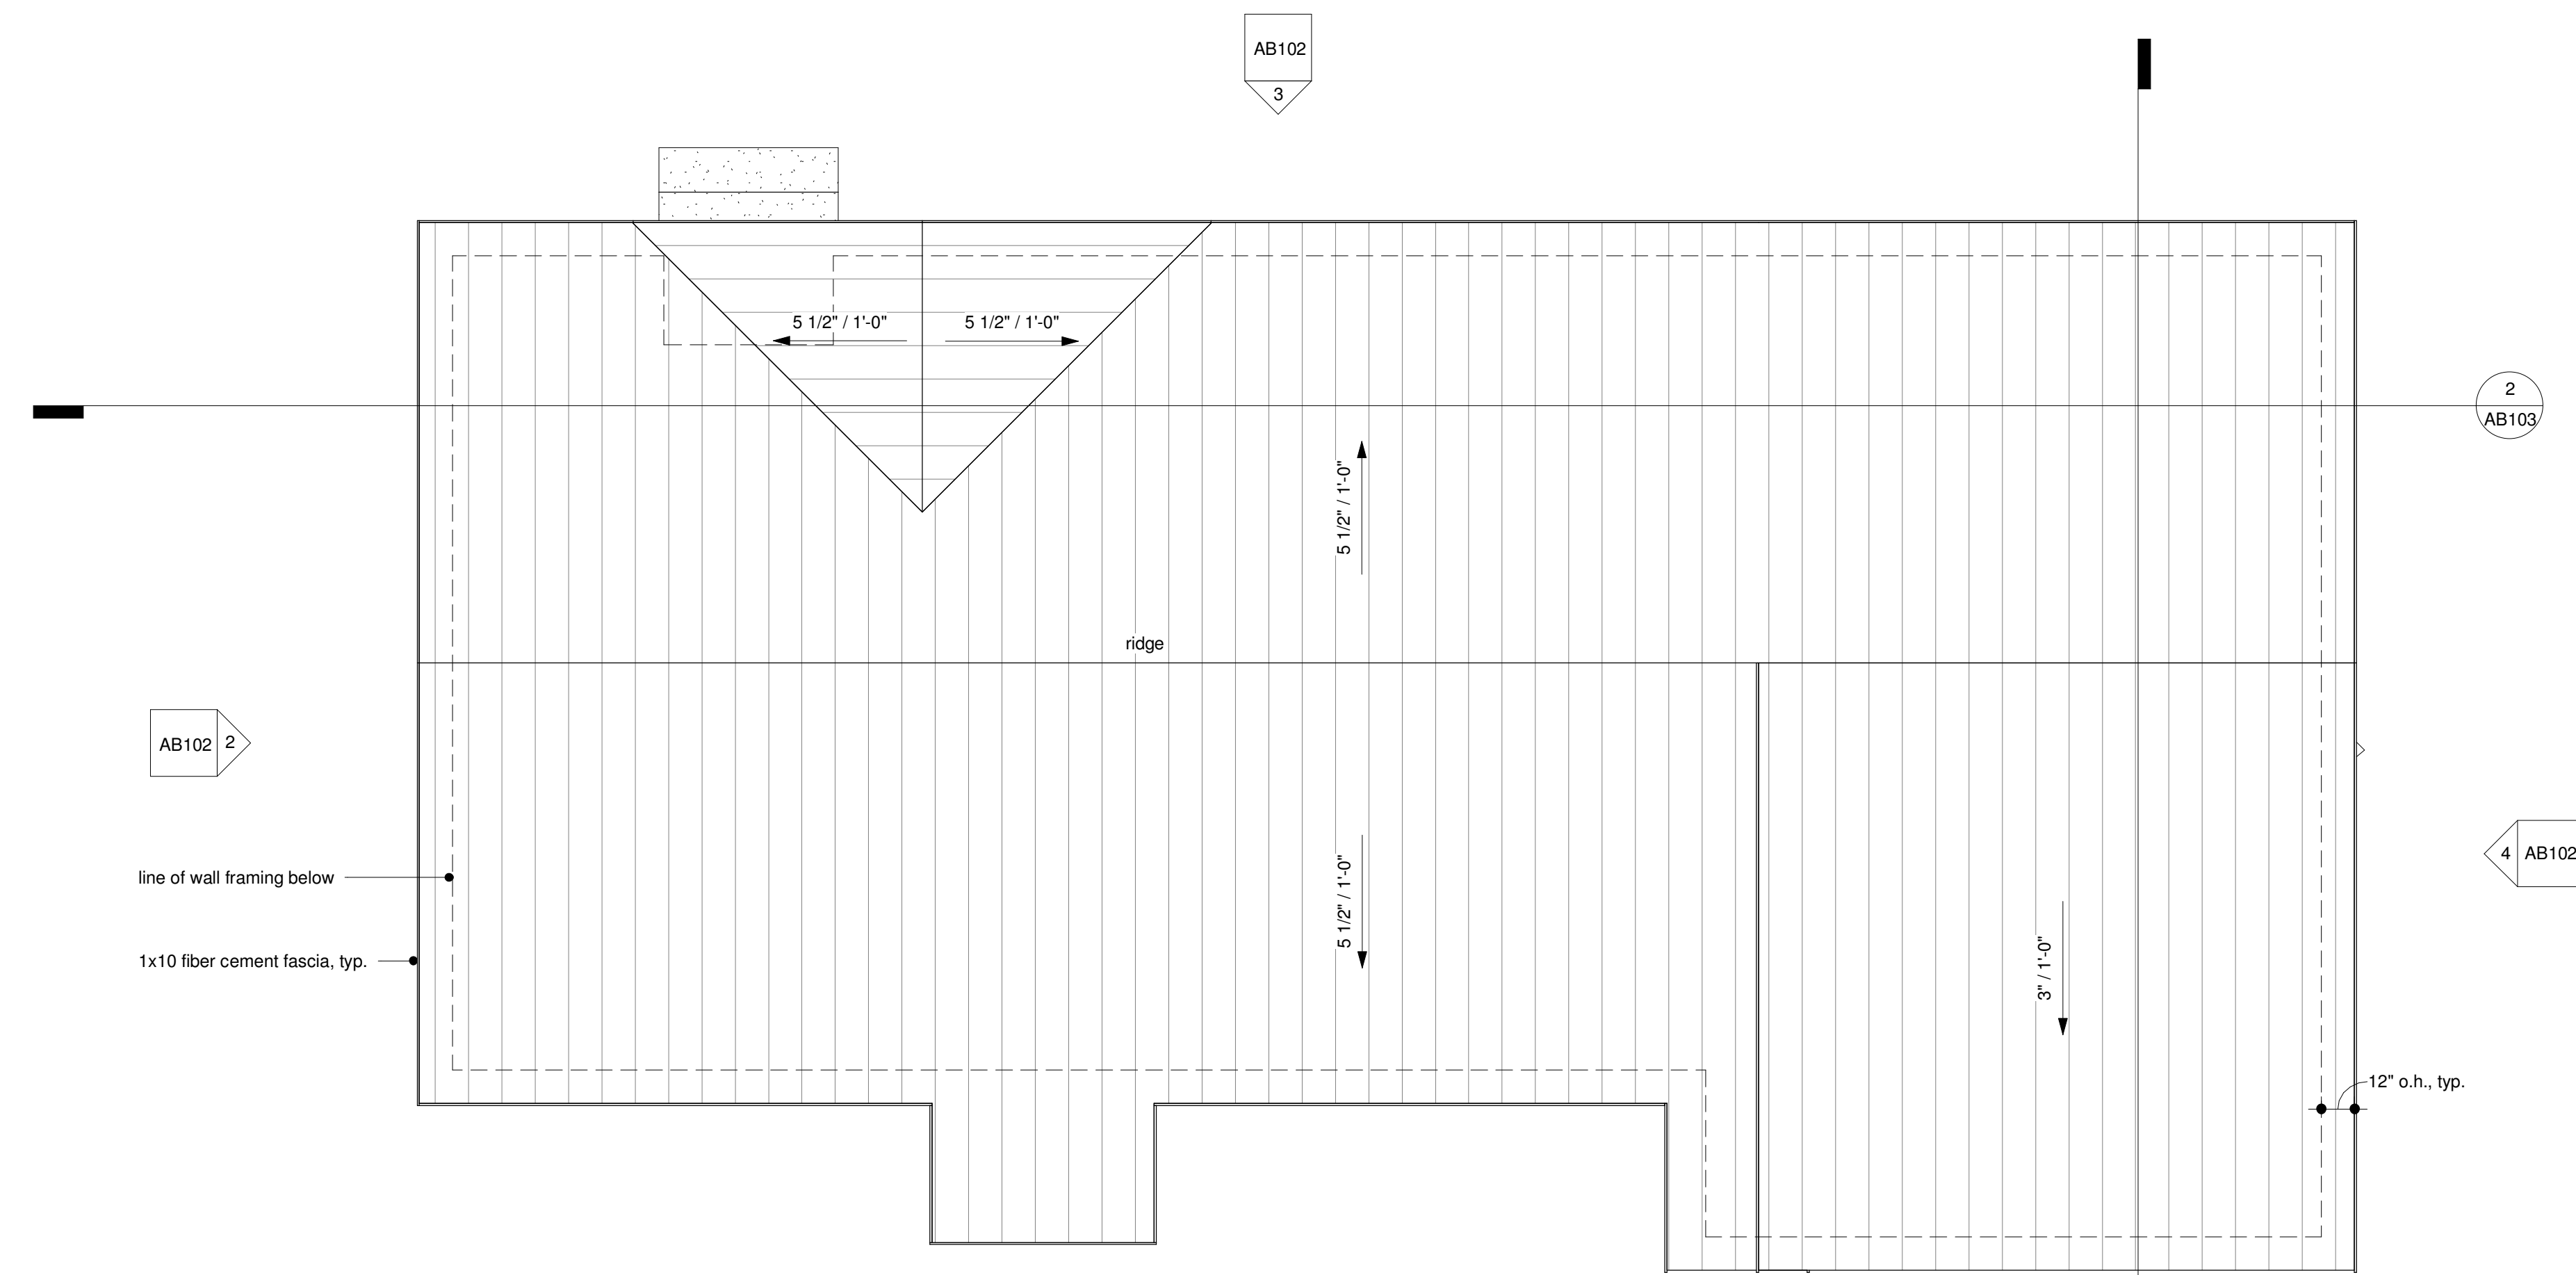 AB102
3
5 1/2" / 1'-0"
5 1/2" / 1'-0"
2
AB103
5 1/2" / 1'-0"
ridge
AB102
2
4
AB102
line of wall framing below
5 1/2" / 1'-0"
1x10 fiber cement fascia, typ.
3" / 1'-0"
12" o.h., typ.